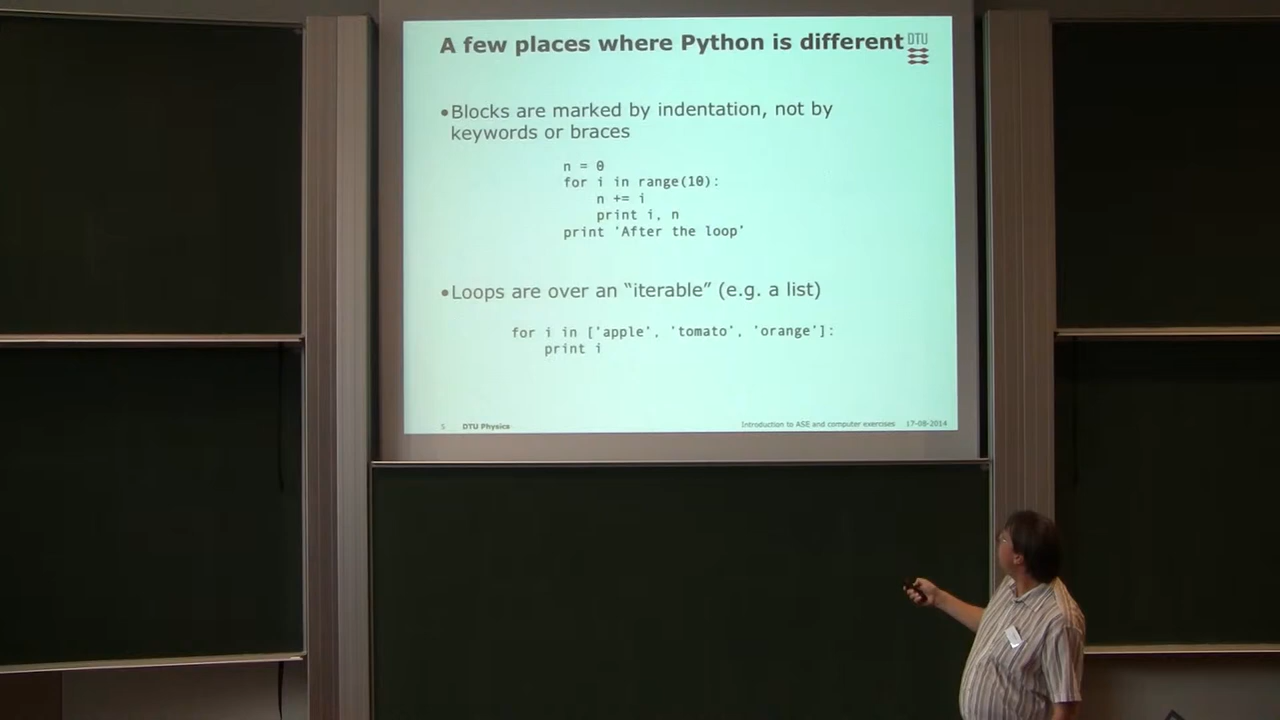 A few places where Python is different
DTU
•Blocks are marked by indentation, not by
keywords or braces
n = 0
for i in range(10):
n += i
print i, n
print 'After the loop'
•Loops are over an “iterable” (e.g. a list)
for i in ['apple', 'tomato', 'orange']:
print i
5 DTU Physics Introduction to ASE and computer exercises 17-08-2014